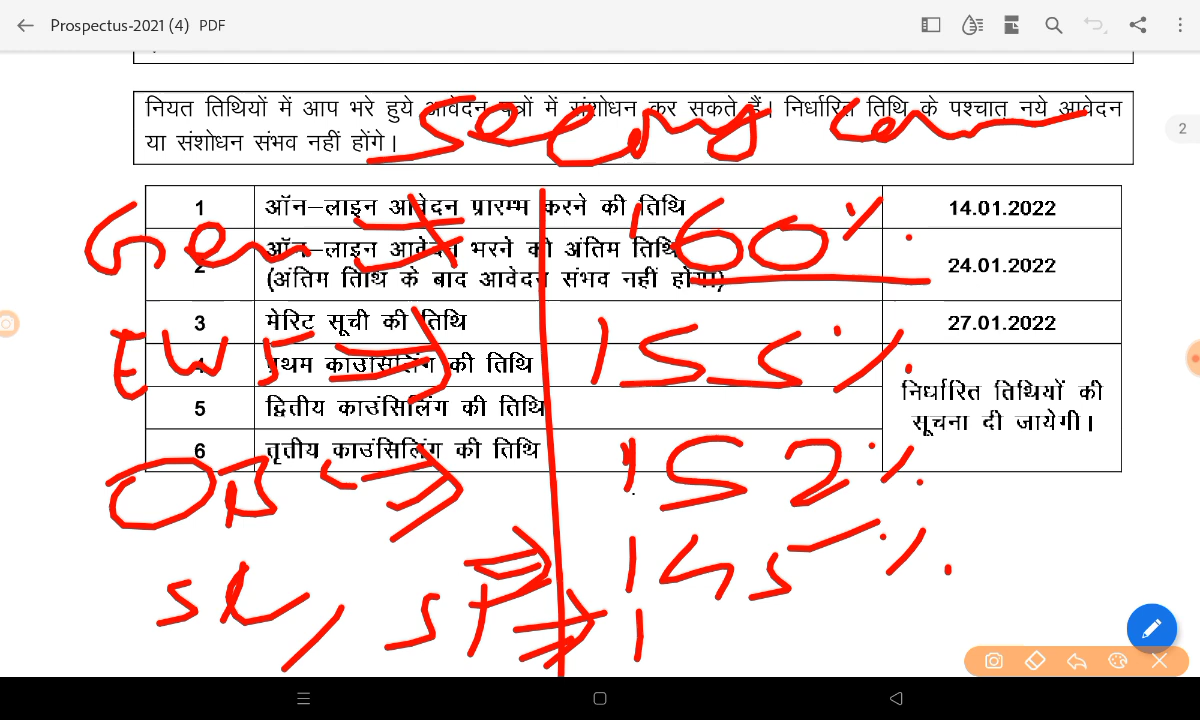 Prospectus-2021 (4) PDF
2
नियत तिथियों में आप भरे हुये आवेदन पत्रों में संशोधन कर सकते हैं। निर्धारित तिथि के पश्चात् नये आवेदन
या संशोधन संभव नहीं होंगे।
1 ऑन–लाइन आवेदन प्रारम्भ करने की तिथि 14.01.2022
2 ऑन–लाइन आवेदन भरने की अंतिम तिथि 24.01.2022
(अंतिम तिथि के बाद आवेदन संभव नहीं होगा)
3 मेरिट सूची की तिथि 27.01.2022
4 प्रथम काउंसिलिंग की तिथि
5 द्वितीय काउंसिलिंग की तिथि
6 तृतीय काउंसिलिंग की तिथि
निर्धारित तिथियों की
सूचना दी जायेगी।
Gen 60%
EWS 55%
OBC 52%
SC, ST 45%